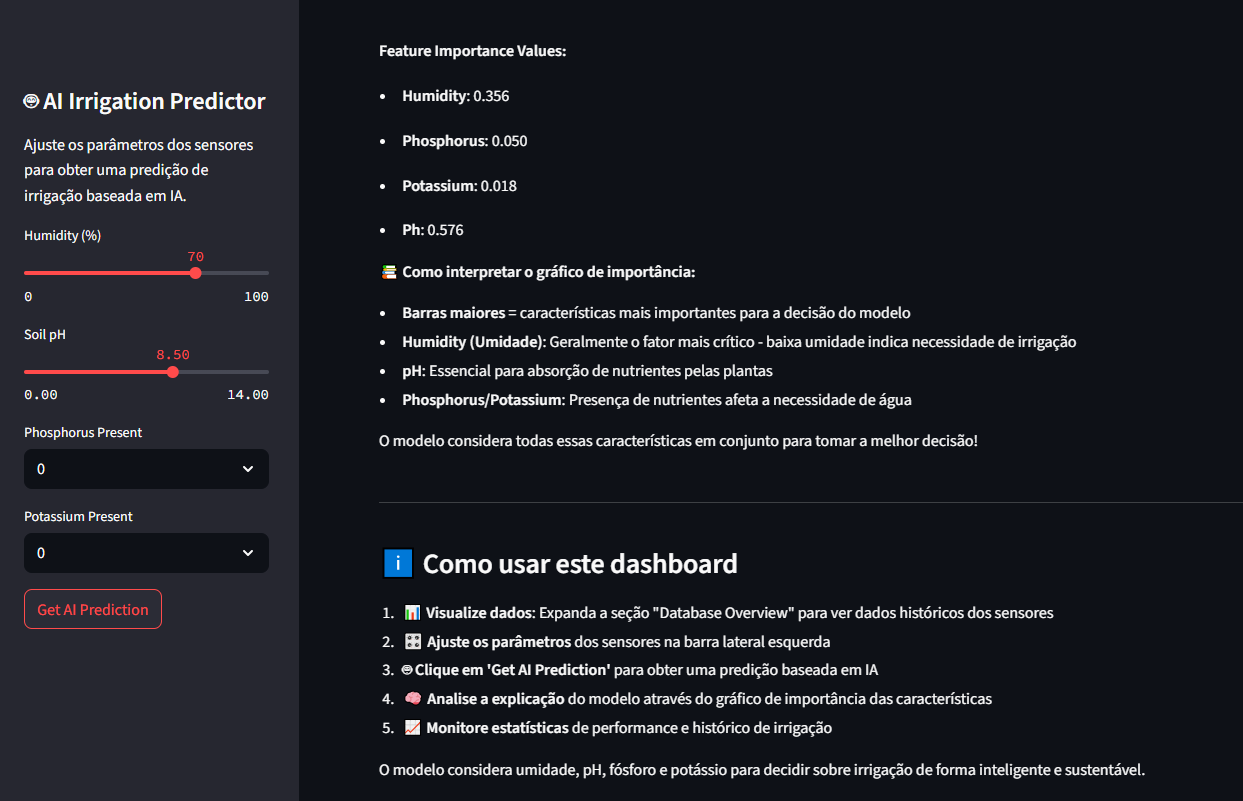 AI Irrigation Predictor
Ajuste os parâmetros dos sensores
para obter uma predição de
irrigação baseada em IA.
Humidity (%)
70
0 100
Soil pH
8.50
0.00 14.00
Phosphorus Present
0
Potassium Present
0
Get AI Prediction
Feature Importance Values:
• Humidity: 0.356
• Phosphorus: 0.050
• Potassium: 0.018
• Ph: 0.576
📚 Como interpretar o gráfico de importância:
• Barras maiores = características mais importantes para a decisão do modelo
• Humidity (Umidade): Geralmente o fator mais crítico - baixa umidade indica necessidade de irrigação
• pH: Essencial para absorção de nutrientes pelas plantas
• Phosphorus/Potassium: Presença de nutrientes afeta a necessidade de água
O modelo considera todas essas características em conjunto para tomar a melhor decisão!
ℹ️ Como usar este dashboard
1. 📊 Visualize dados: Expanda a seção "Database Overview" para ver dados históricos dos sensores
2. 🎛️ Ajuste os parâmetros dos sensores na barra lateral esquerda
3. Clique em 'Get AI Prediction' para obter uma predição baseada em IA
4. 🧠 Analise a explicação do modelo através do gráfico de importância das características
5. 📈 Monitore estatísticas de performance e histórico de irrigação
O modelo considera umidade, pH, fósforo e potássio para decidir sobre irrigação de forma inteligente e sustentável.